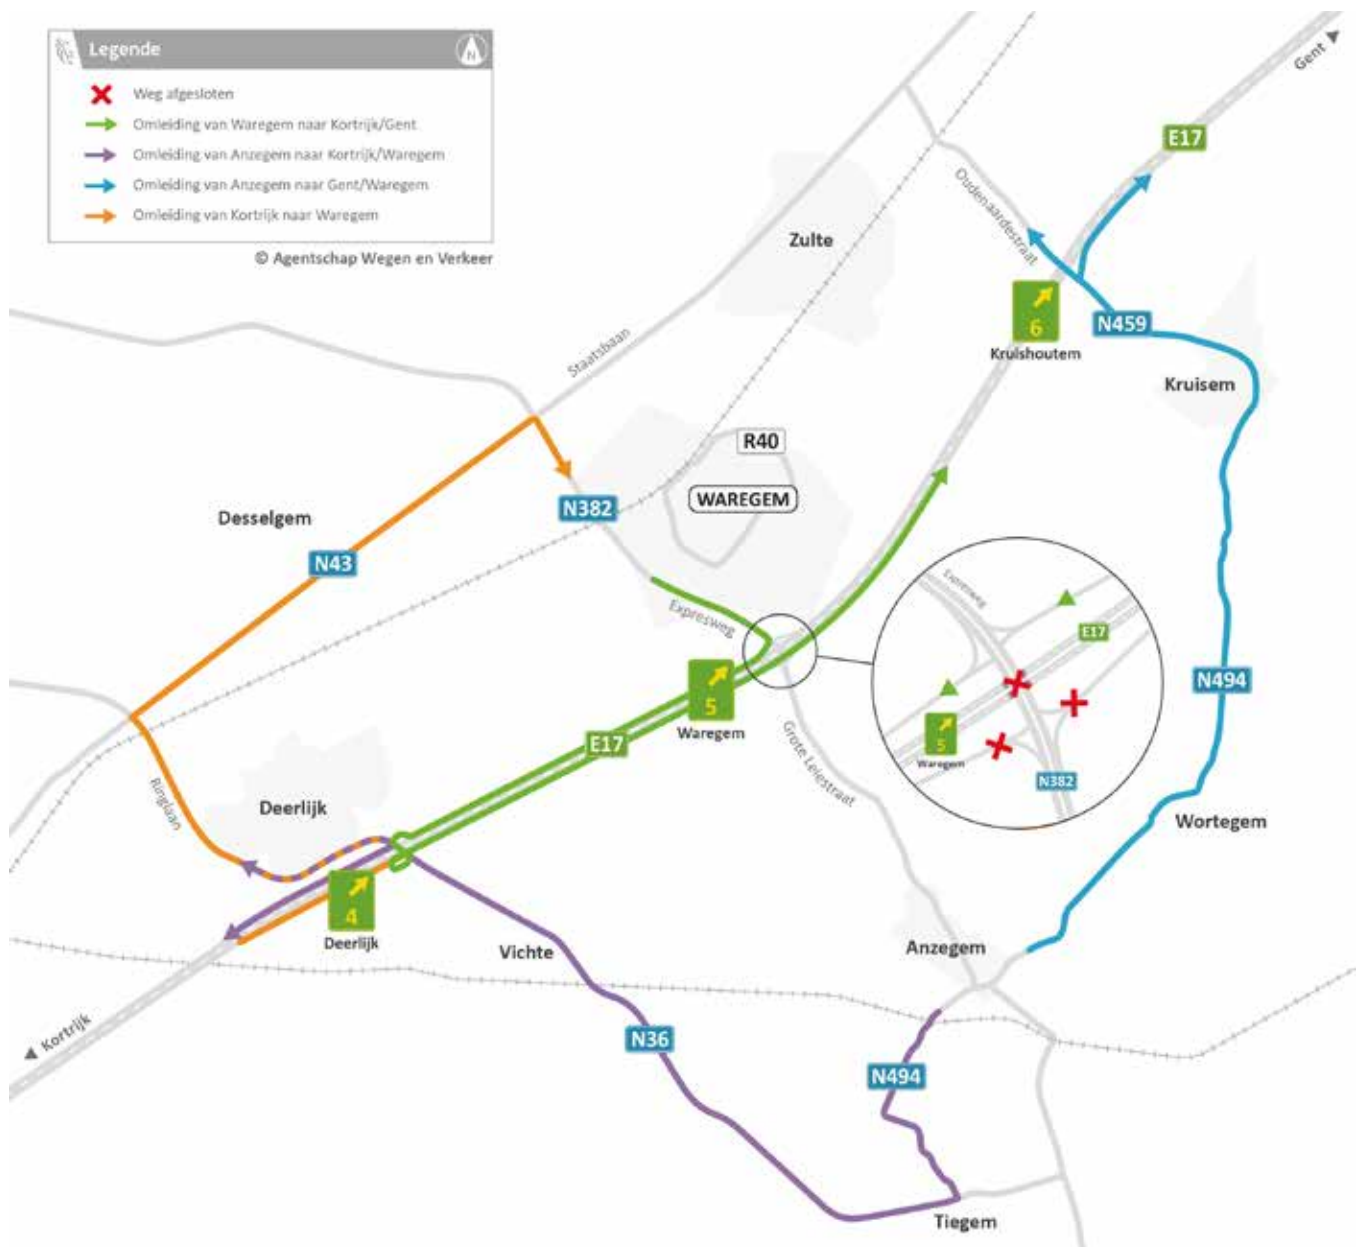 Legende
N
Weg afgesloten
Omleiding van Waregem naar Kortrijk/Gent
Omleiding van Anzegem naar Kortrijk/Waregem
Omleiding van Anzegem naar Gent/Waregem
Omleiding van Kortrijk naar Waregem
© Agentschap Wegen en Verkeer
Gent
E17
Oudenaardestraat
Zulte
6
Kruishoutem
N459
Kruisem
Staatsbaan
R40
WAREGEM
N382
Desselgem
N43
Expresweg
Expresweg
E17
5
Waregem
N382
N494
5
Waregem
E17
Grote Leiestraat
Ringlaan
Deerlijk
Wortegem
4
Deerlijk
Vichte
Anzegem
Kortrijk
N36
N494
Tiegem